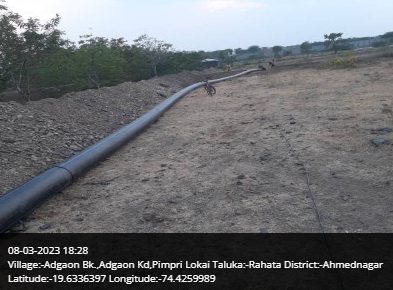 08-03-2023 18:28
Village:-Adgaon Bk.,Adgaon Kd,Pimpri Lokai Taluka:-Rahata District:-Ahmednagar
Latitude:-19.6336397 Longitude:-74.4259989